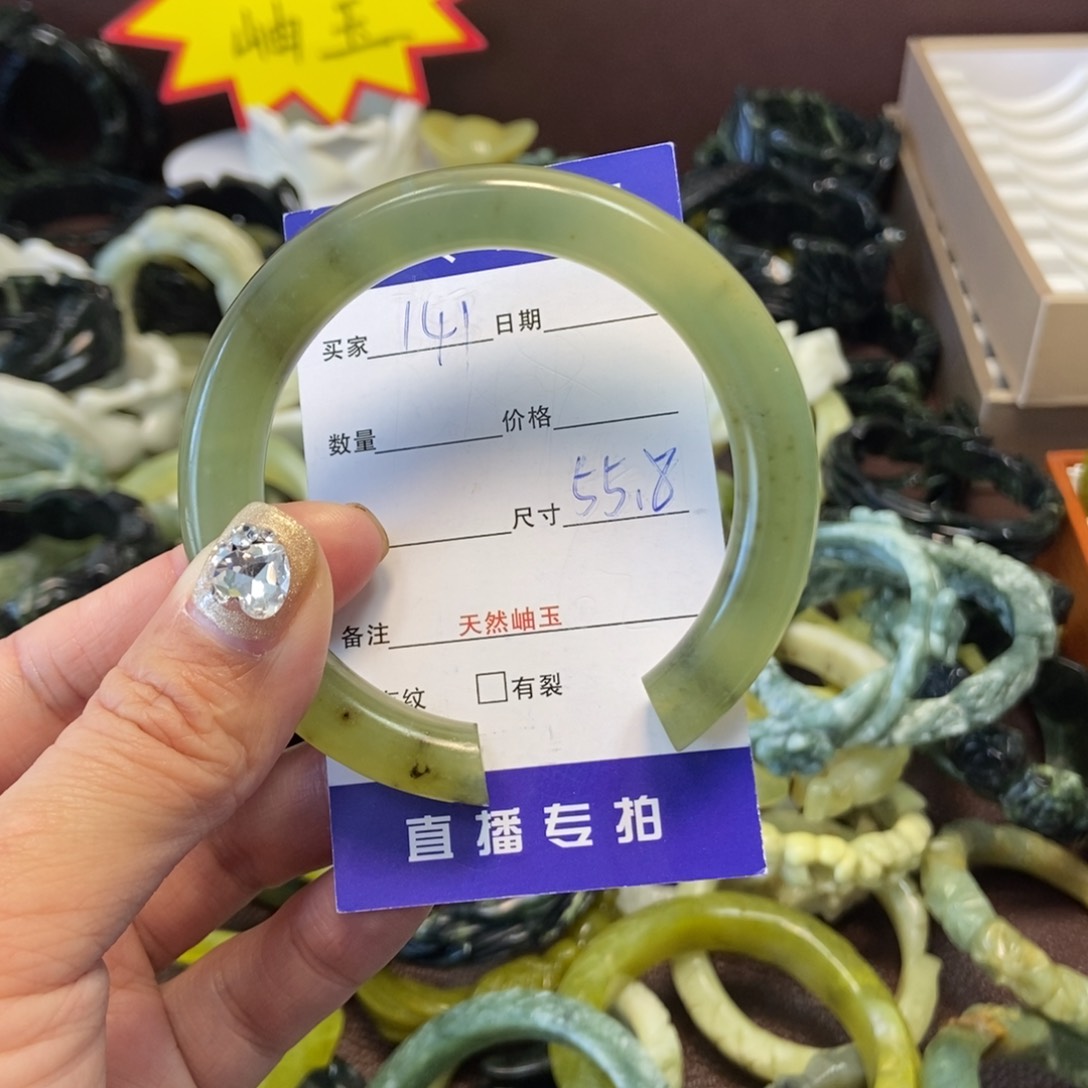 岫玉
买家 141 日期
数量 价格
尺寸 55.8
备注 天然岫玉
纹 □有裂
直播专拍